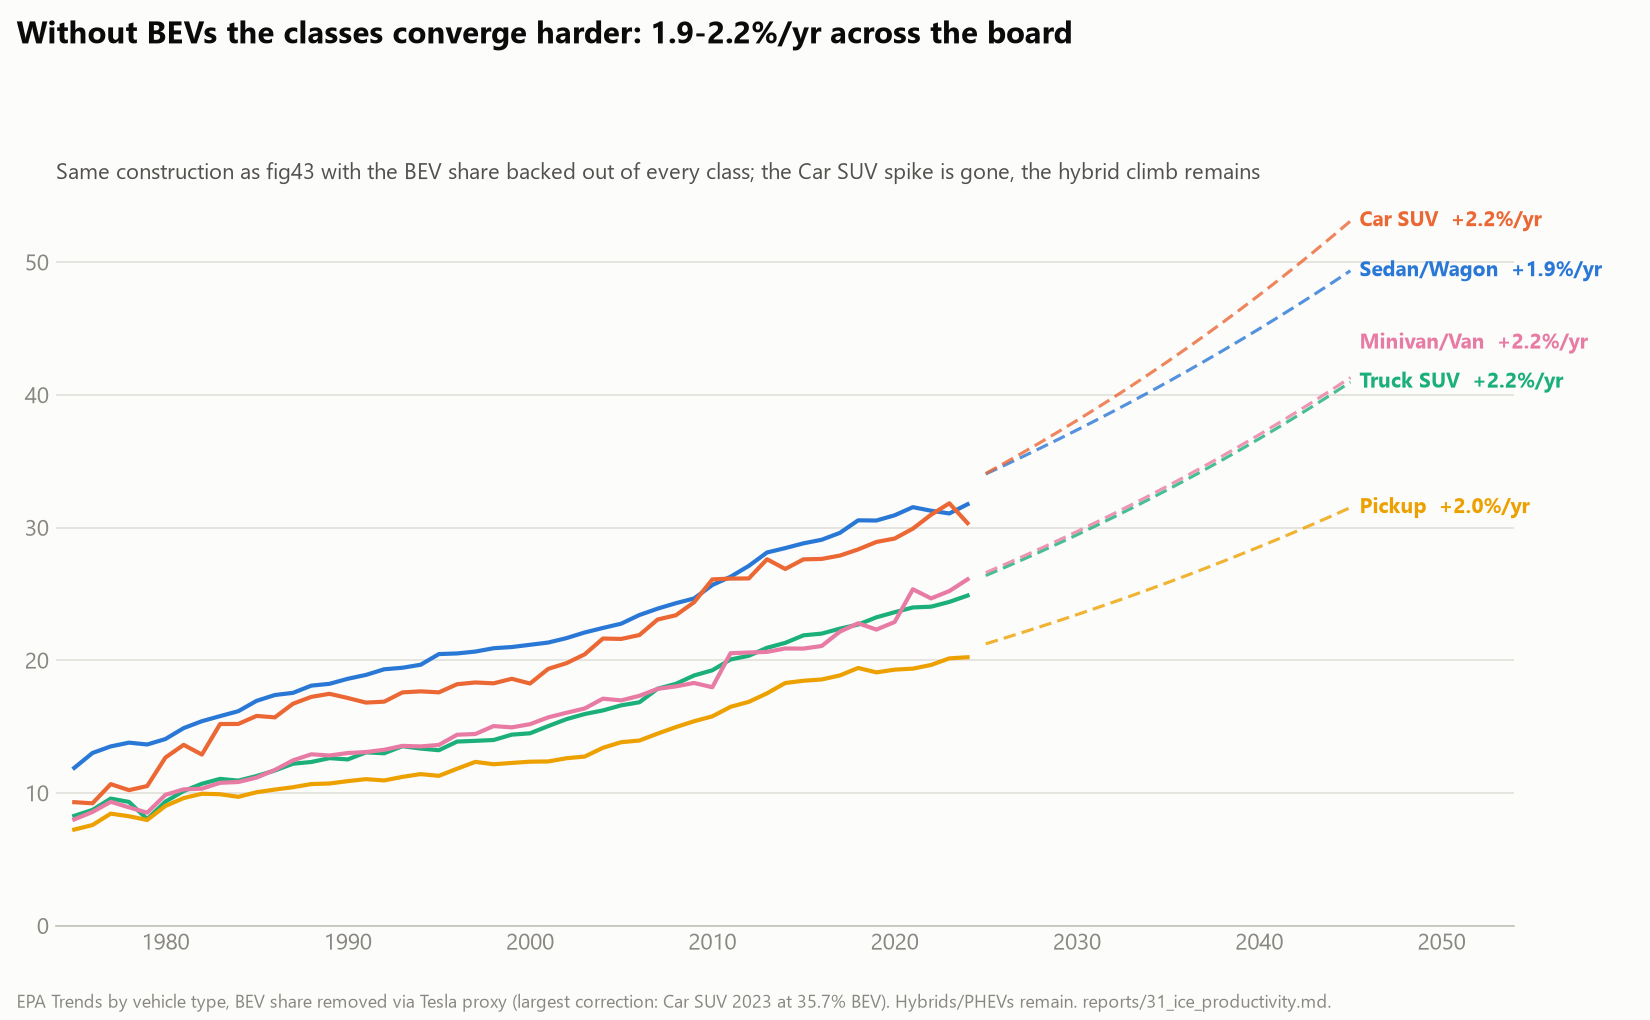 Without BEVs the classes converge harder: 1.9-2.2%/yr across the board
Same construction as fig43 with the BEV share backed out of every class; the Car SUV spike is gone, the hybrid climb remains
Car SUV +2.2%/yr
50
Sedan/Wagon +1.9%/yr
Minivan/Van +2.2%/yr
Truck SUV +2.2%/yr
40
Pickup +2.0%/yr
30
20
10
0
1980 1990 2000 2010 2020 2030 2040 2050
EPA Trends by vehicle type, BEV share removed via Tesla proxy (largest correction: Car SUV 2023 at 35.7% BEV). Hybrids/PHEVs remain. reports/31_ice_productivity.md.